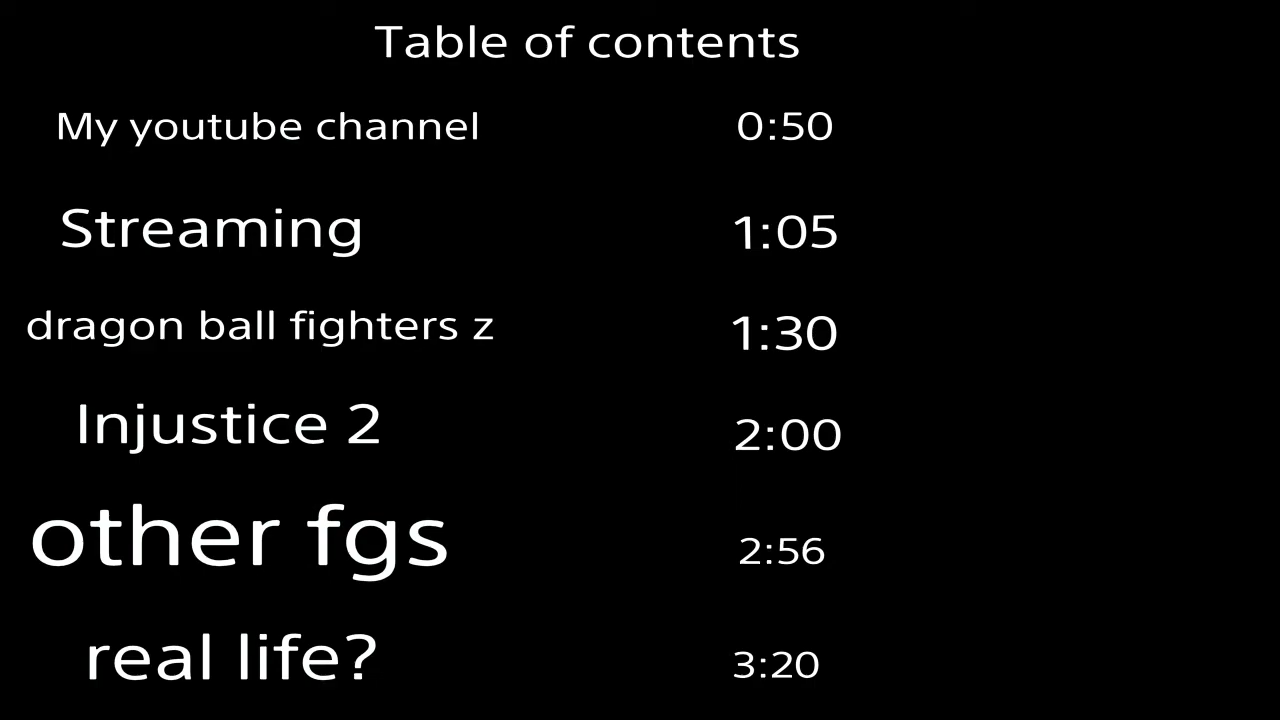 Table of contents
My youtube channel 0:50
Streaming 1:05
dragon ball fighters z 1:30
Injustice 2 2:00
other fgs 2:56
real life? 3:20